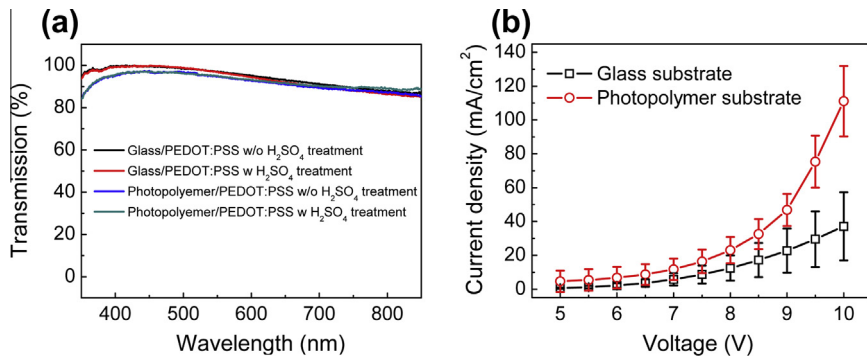 (a)
Transmission (%)
120
100
80
60
40
20
0
Glass/PEDOT:PSS w/o H₂SO₄ treatment
Glass/PEDOT:PSS w H₂SO₄ treatment
Photopolyemer/PEDOT:PSS w/o H₂SO₄ treatment
Photopolyemer/PEDOT:PSS w H₂SO₄ treatment
400 500 600 700 800
Wavelength (nm)
(b)
Current density (mA/cm²)
140
120
100
80
60
40
20
0
Glass substrate
Photopolymer substrate
5 6 7 8 9 10
Voltage (V)